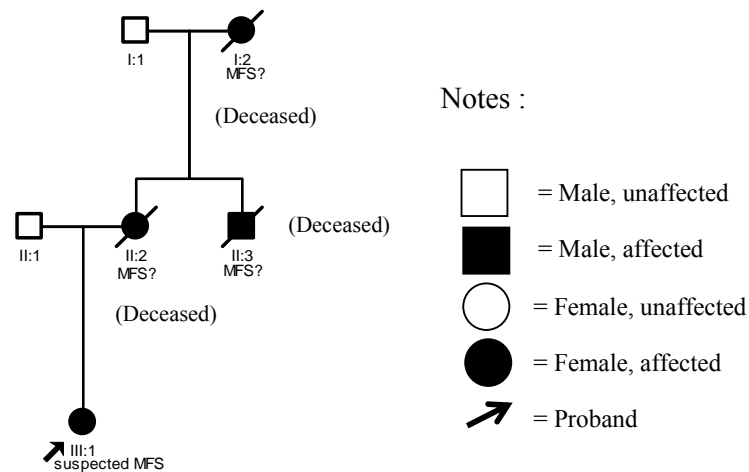 I:1
I:2
MFS?
(Deceased)
II:1
II:2
MFS?
II:3
MFS?
(Deceased)
(Deceased)
III:1
suspected MFS
Notes :
= Male, unaffected
= Male, affected
= Female, unaffected
= Female, affected
= Proband